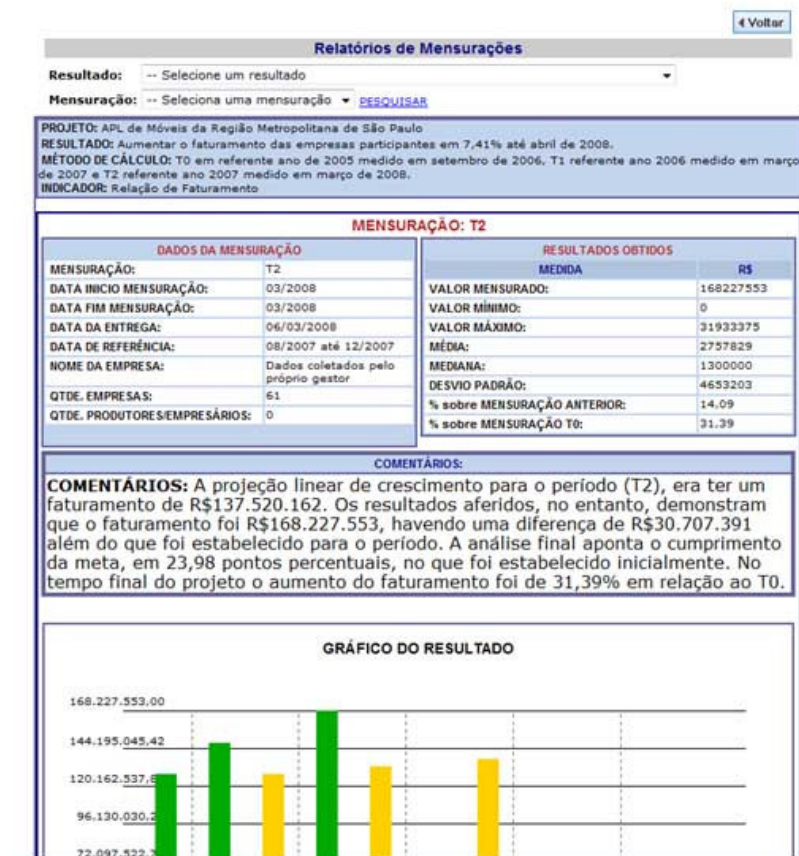 Voltar
Relatórios de Mensurações
Resultado: -- Selecione um resultado
Mensuração: -- Seleciona uma mensuração PESQUISAR
PROJETO: APL de Móveis da Região Metropolitana de São Paulo
RESULTADO: Aumentar o faturamento das empresas participantes em 7,41% até abril de 2008.
MÉTODO DE CÁLCULO: T0 em referente ano de 2005 medido em setembro de 2006. T1 referente ano 2006 medido em março
de 2007 e T2 referente ano 2007 medido em março de 2008.
INDICADOR: Relação de Faturamento
MENSURAÇÃO: T2
DADOS DA MENSURAÇÃO
MENSURAÇÃO: T2
DATA INICIO MENSURAÇÃO: 03/2008
DATA FIM MENSURAÇÃO: 03/2008
DATA DA ENTREGA: 06/03/2008
DATA DE REFERÊNCIA: 08/2007 até 12/2007
NOME DA EMPRESA: Dados coletados pelo
próprio gestor
QTDE. EMPRESAS: 61
QTDE. PRODUTORES/EMPRESÁRIOS: 0
RESULTADOS OBTIDOS
MEDIDA R$
VALOR MENSURADO: 168227553
VALOR MÍNIMO: 0
VALOR MÁXIMO: 31933375
MÉDIA: 2757829
MEDIANA: 1300000
DESVIO PADRÃO: 4653203
% sobre MENSURAÇÃO ANTERIOR: 14,09
% sobre MENSURAÇÃO T0: 31,39
COMENTÁRIOS:
COMENTÁRIOS: A projeção linear de crescimento para o período (T2), era ter um
faturamento de R$137.520.162. Os resultados aferidos, no entanto, demonstram
que o faturamento foi R$168.227.553, havendo uma diferença de R$30.707.391
além do que foi estabelecido para o período. A análise final aponta o cumprimento
da meta, em 23,98 pontos percentuais, no que foi estabelecido inicialmente. No
tempo final do projeto o aumento do faturamento foi de 31,39% em relação ao T0.
GRÁFICO DO RESULTADO
168.227.553,00
144.195.045,42
120.162.537,8
96.130.030,2
72.097.522,7